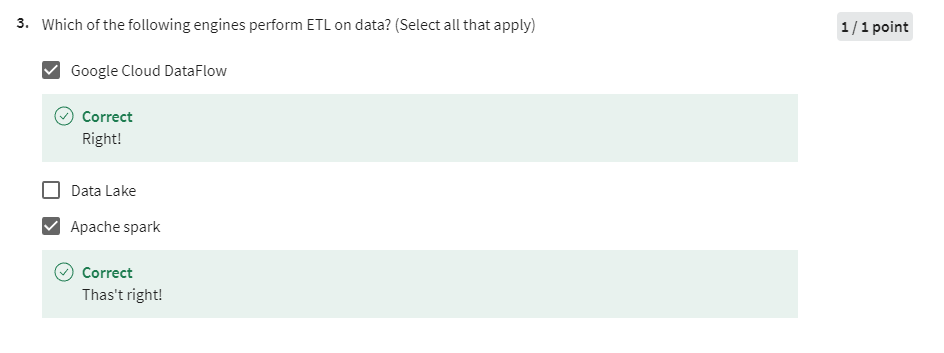 3. Which of the following engines perform ETL on data? (Select all that apply)
1 / 1 point
Google Cloud DataFlow
Correct
Right!
Data Lake
Apache spark
Correct
Thas't right!